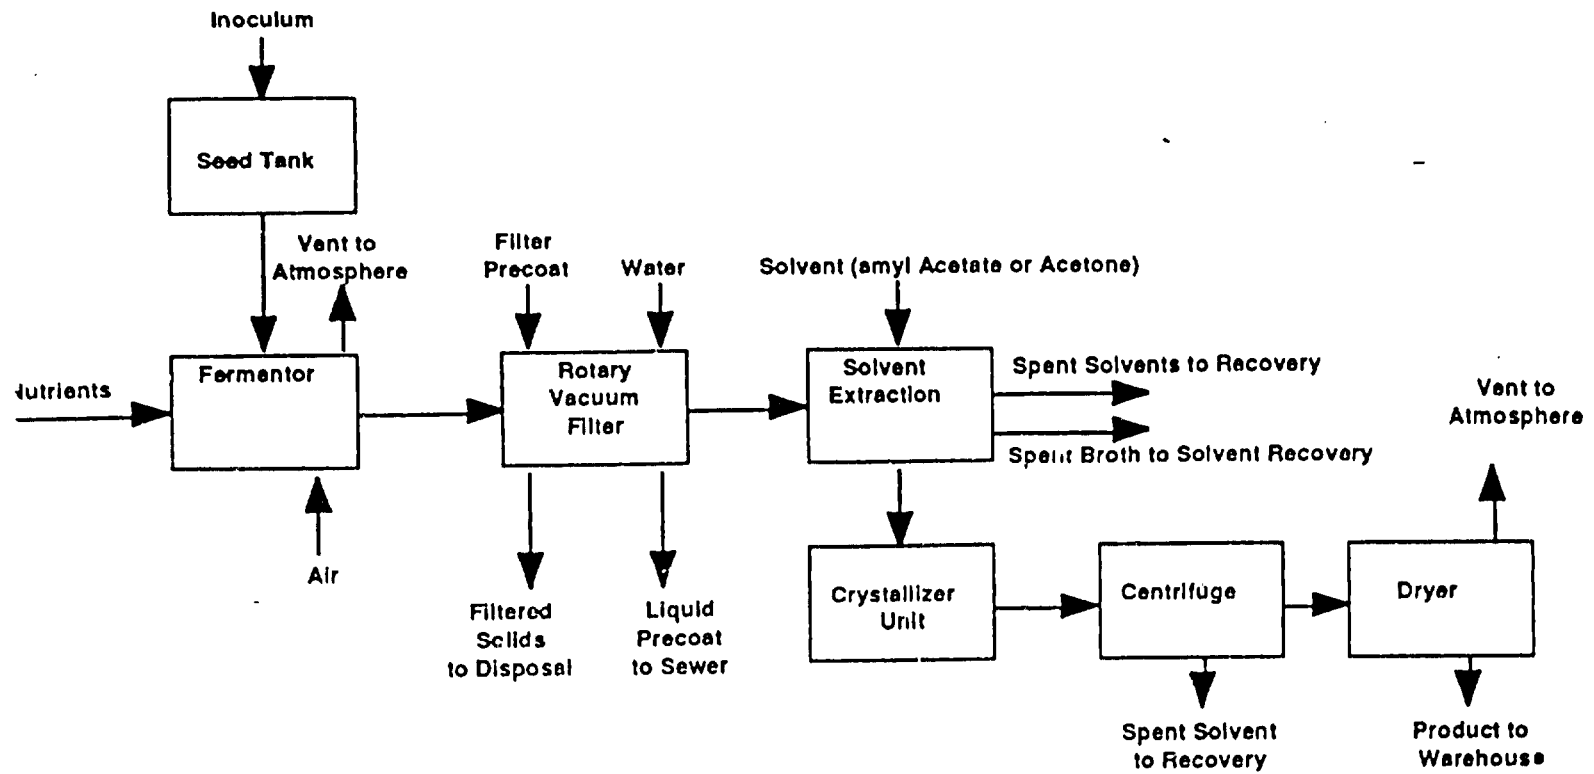 Inoculum
Seed Tank
Vent to
Atmosphere
Filter
Precoat
Water
Solvent (amyl Acetate or Acetone)
Nutrients
Fermentor
Rotary
Vacuum
Filter
Solvent
Extraction
Spent Solvents to Recovery
Spent Broth to Solvent Recovery
Vent to
Atmosphere
Air
Filtered
Solids
to Disposal
Liquid
Precoat
to Sewer
Crystallizer
Unit
Centrifuge
Dryer
Spent Solvent
to Recovery
Product to
Warehouse